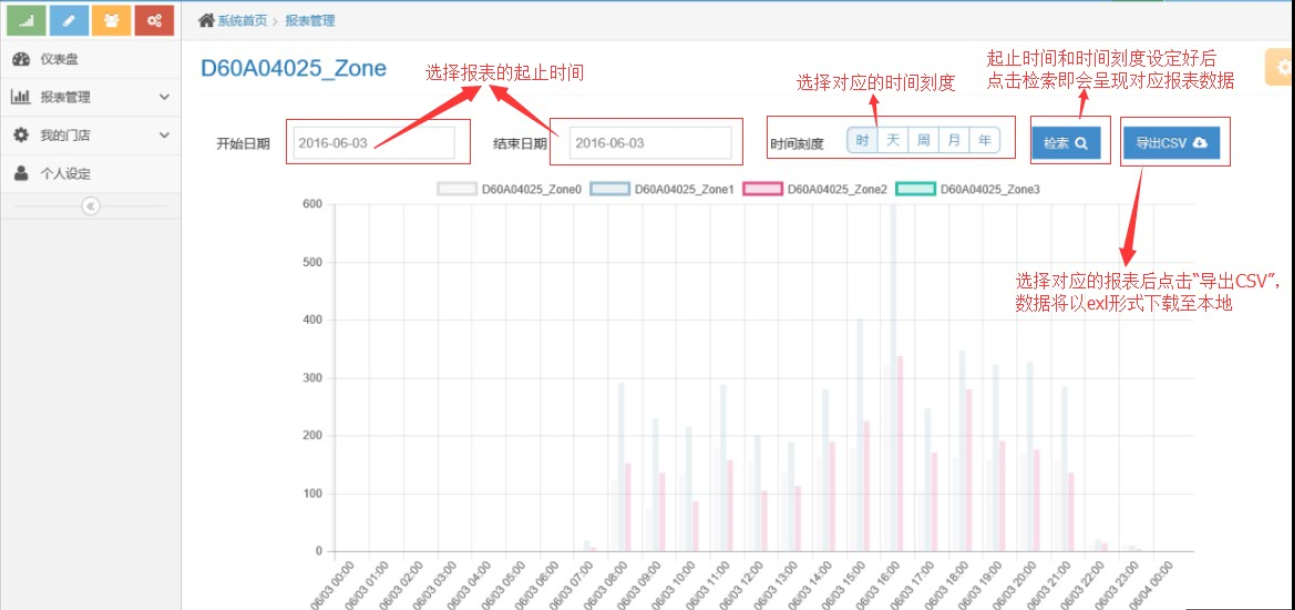 系统首页 > 报表管理
仪表盘
报表管理
我的门店
个人设定
D60A04025_Zone
选择报表的起止时间
选择对应的时间刻度
起止时间和时间刻度设定好后
点击检索即会呈现对应报表数据
开始日期 2016-06-03 结束日期 2016-06-03 时间刻度 时 天 周 月 年 检索 导出CSV
D60A04025_Zone0 D60A04025_Zone1 D60A04025_Zone2 D60A04025_Zone3
选择对应的报表后点击“导出CSV”，
数据将以exl形式下载至本地
600
500
400
300
200
100
0
06/03 00:00 06/03 01:00 06/03 02:00 06/03 03:00 06/03 04:00 06/03 05:00 06/03 06:00 06/03 07:00 06/03 08:00 06/03 09:00 06/03 10:00 06/03 11:00 06/03 12:00 06/03 13:00 06/03 14:00 06/03 15:00 06/03 16:00 06/03 17:00 06/03 18:00 06/03 19:00 06/03 20:00 06/03 21:00 06/03 22:00 06/03 23:00 06/04 00:00